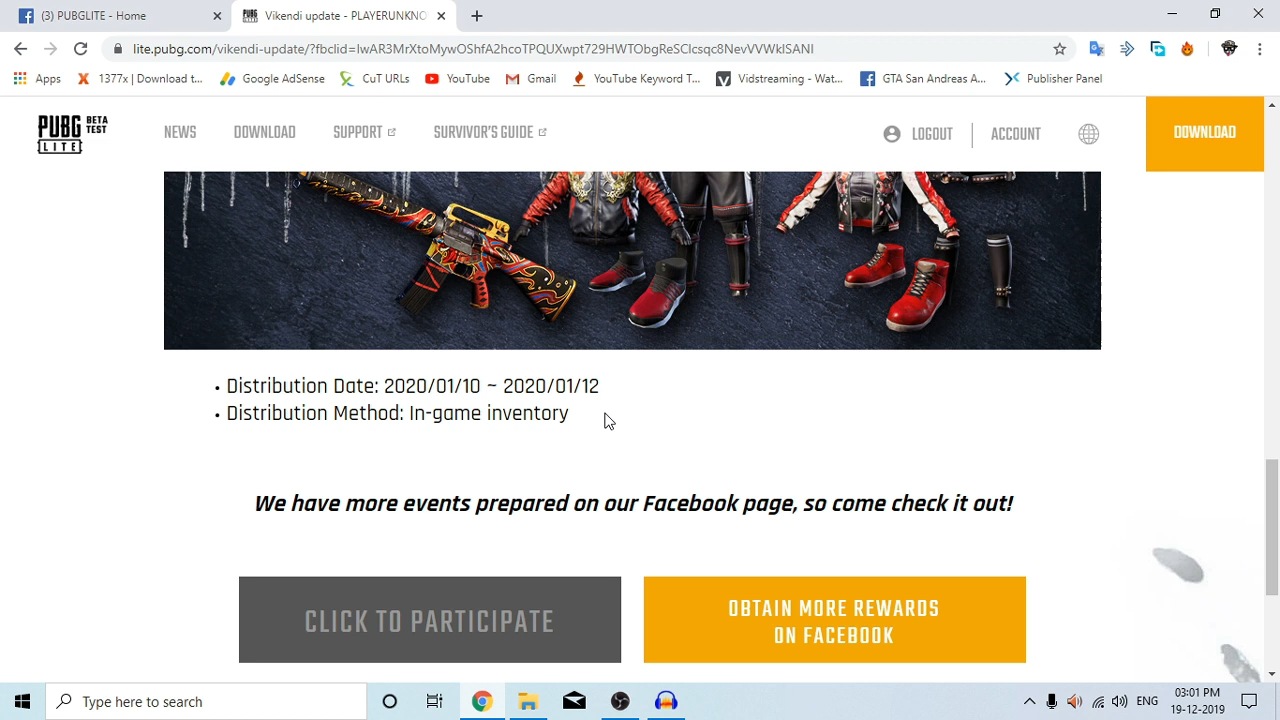 (3) PUBGLITE - Home
Vikendi update - PLAYERUNKNO
lite.pubg.com/vikendi-update/?fbclid=IwAR3MrXtoMywOShfA2hcoTPQUXwpt729HWTObgReSCIcsqc8NevVVWkISANI
Apps
1377x | Download t...
Google AdSense
CuT URLs
YouTube
Gmail
YouTube Keyword T...
Vidstreaming - Wat...
GTA San Andreas A...
Publisher Panel
PUBG BETA TEST
LITE
NEWS
DOWNLOAD
SUPPORT
SURVIVOR'S GUIDE
LOGOUT
ACCOUNT
DOWNLOAD
• Distribution Date: 2020/01/10 ~ 2020/01/12
• Distribution Method: In-game inventory
We have more events prepared on our Facebook page, so come check it out!
CLICK TO PARTICIPATE
OBTAIN MORE REWARDS
ON FACEBOOK
Type here to search
ENG
03:01 PM
19-12-2019